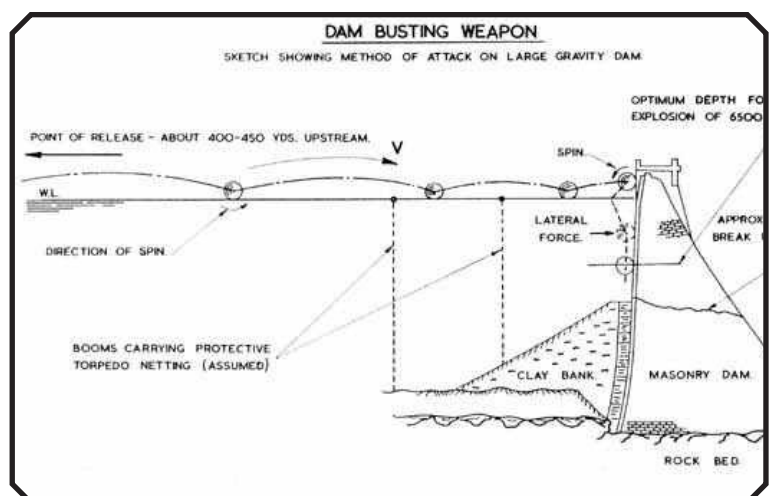 DAM BUSTING WEAPON
SKETCH SHOWING METHOD OF ATTACK ON LARGE GRAVITY DAM.
OPTIMUM DEPTH FO
EXPLOSION OF 6500
POINT OF RELEASE - ABOUT 400-450 YDS. UPSTREAM.
V
SPIN.
W.L.
LATERAL
FORCE.
APPROX
BREAK
DIRECTION OF SPIN.
BOOMS CARRYING PROTECTIVE
TORPEDO NETTING (ASSUMED)
CLAY BANK.
MASONRY DAM.
ROCK BED.